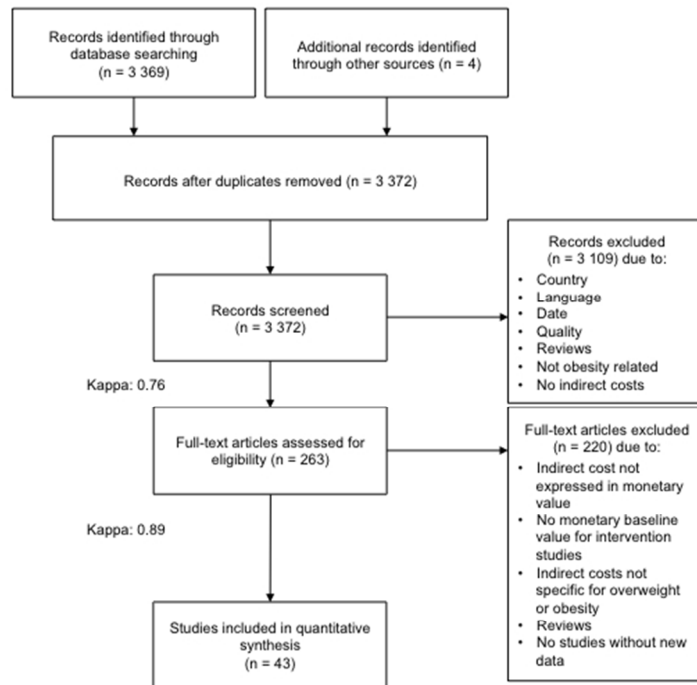 Records identified through
database searching
(n = 3 369)
Additional records identified
through other sources (n = 4)
Records after duplicates removed (n = 3 372)
Records screened
(n = 3 372)
Records excluded
(n = 3 109) due to:
• Country
• Language
• Date
• Quality
• Reviews
• Not obesity related
• No indirect costs
Kappa: 0.76
Full-text articles assessed for
eligibility (n = 263)
Full-text articles excluded
(n = 220) due to:
• Indirect cost not
expressed in monetary
value
• No monetary baseline
value for intervention
studies
• Indirect costs not
specific for overweight
or obesity
• Reviews
• No studies without new
data
Kappa: 0.89
Studies included in quantitative
synthesis
(n = 43)